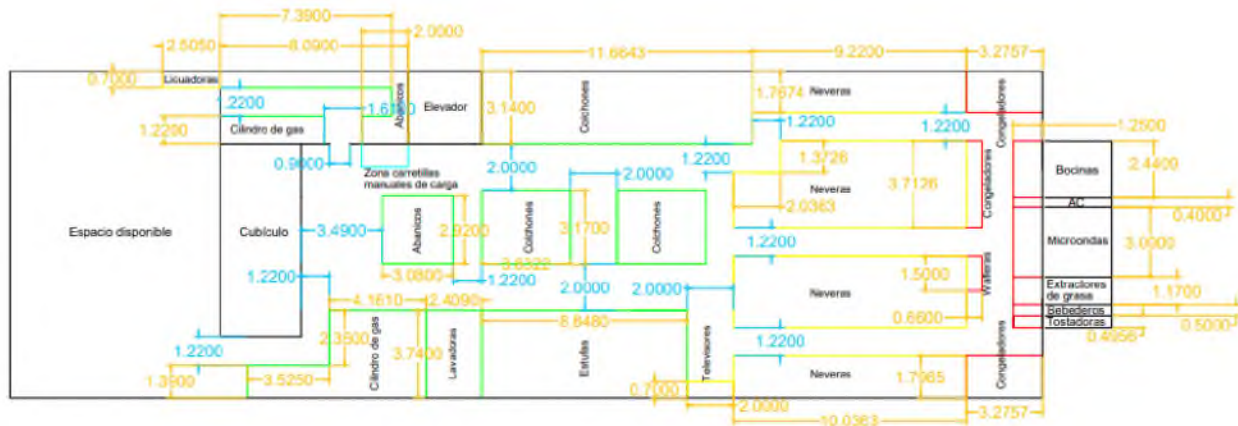 7.3900
8.0900
2.0000
2.5050
11.6643
9.2200
3.2757
0.7000
Licuadoras
1.2200
Abanicos
Elevador
3.1400
Colchones
1.7674
Neveras
1.2200
1.2200
Congeladores
1.2200
Cilindro de gas
0.9000
Zona carretillas
manuales de carga
2.0000
1.2200
2.0000
1.3726
3.7126
2.0363
Neveras
Congeladores
1.2500
Bocinas
2.4400
AC
0.4000
Espacio disponible
Cubículo
3.4900
Abanicos
2.9200
Colchones
3.1700
Colchones
1.2200
Microondas
3.0000
3.0800
1.2200
1.2200
2.0000
2.0000
Neveras
1.5000
0.6600
Extractores
de grasa
1.1700
Bebederos
Tostadoras
0.5000
0.4956
4.1610
2.4090
8.8480
1.2200
3.7400
Cilindro de gas
Lavadoras
Estufas
Televisores
1.2200
Neveras
1.7965
Congeladores
1.3900
3.5250
0.7000
2.0000
10.0363
3.2757